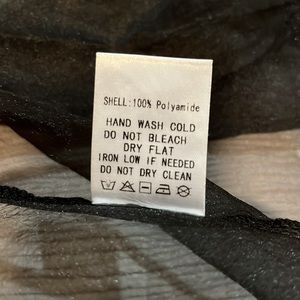 SHELL:100% Polyamide
HAND WASH COLD
DO NOT BLEACH
DRY FLAT
IRON LOW IF NEEDED
DO NOT DRY CLEAN